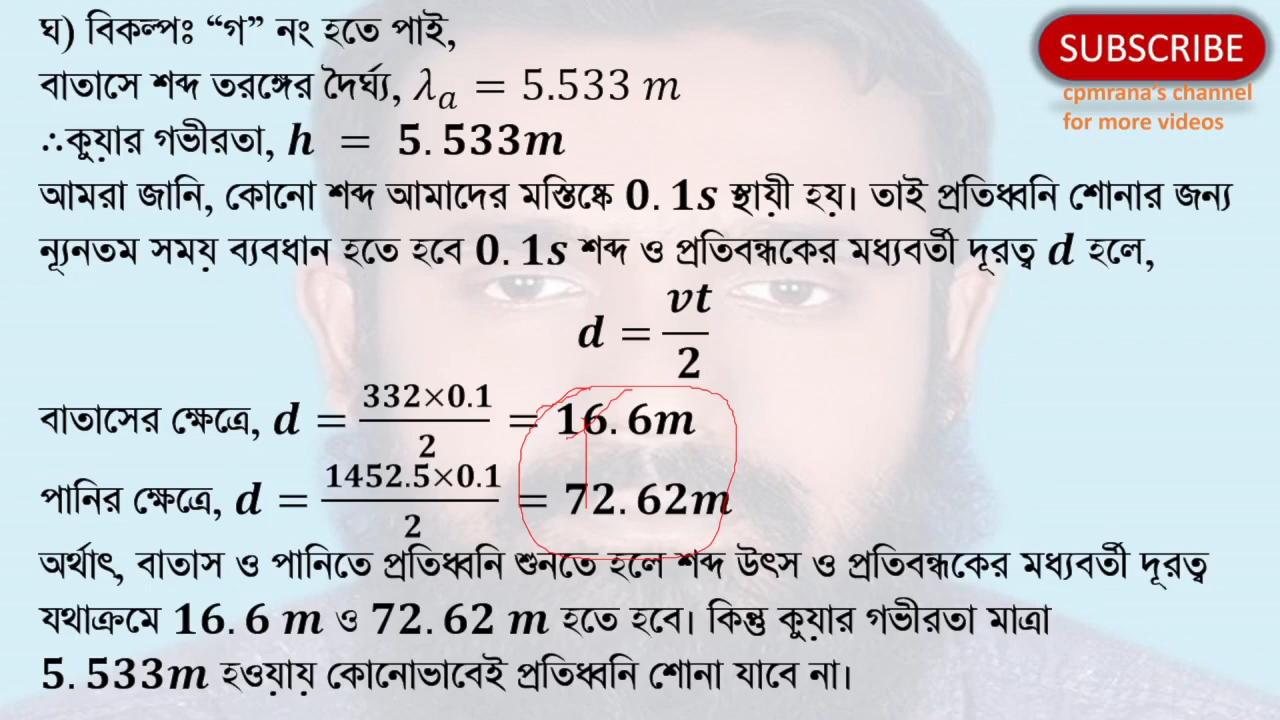 ঘ) বিকল্পঃ “গ” নং হতে পাই,
SUBSCRIBE
cpmrana's channel
for more videos
বাতাসে শব্দ তরঙ্গের দৈর্ঘ্য, λₐ = 5.533 m
∴কুয়ার গভীরতা, h = 5.533m
আমরা জানি, কোনো শব্দ আমাদের মস্তিষ্কে 0.1s স্থায়ী হয়। তাই প্রতিধ্বনি শোনার জন্য
ন্যূনতম সময় ব্যবধান হতে হবে 0.1s শব্দ ও প্রতিবন্ধকের মধ্যবর্তী দূরত্ব d হলে,
d = vt/2
বাতাসের ক্ষেত্রে, d = 332×0.1/2 = 16.6m
পানির ক্ষেত্রে, d = 1452.5×0.1/2 = 72.62m
অর্থাৎ, বাতাস ও পানিতে প্রতিধ্বনি শুনতে হলে শব্দ উৎস ও প্রতিবন্ধকের মধ্যবর্তী দূরত্ব
যথাক্রমে 16.6 m ও 72.62 m হতে হবে। কিন্তু কুয়ার গভীরতা মাত্রা
5.533m হওয়ায় কোনোভাবেই প্রতিধ্বনি শোনা যাবে না।